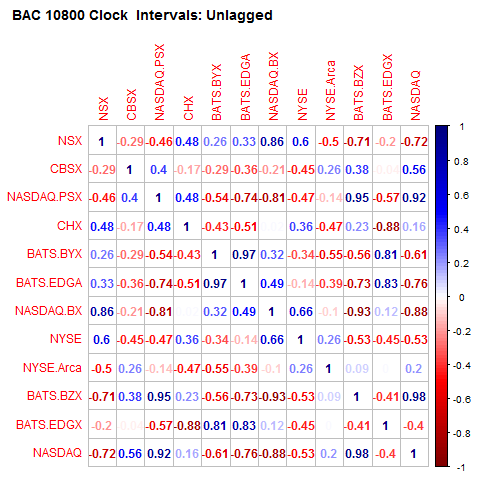 BAC 10800 Clock Intervals: Unlagged
NSX CBSX NASDAQ.PSX CHX BATS.BYX BATS.EDGA NASDAQ.BX NYSE NYSE.Arca BATS.BZX BATS.EDGX NASDAQ
NSX 1 -0.29 -0.46 0.48 0.26 0.33 0.86 0.6 -0.5 -0.71 -0.2 -0.72
CBSX -0.29 1 0.4 -0.17 -0.29 -0.36 -0.21 -0.45 0.26 0.38 -0.04 0.56
NASDAQ.PSX -0.46 0.4 1 0.48 -0.54 -0.74 -0.81 -0.47 -0.14 0.95 -0.57 0.92
CHX 0.48 -0.17 0.48 1 -0.43 -0.51 0.36 -0.47 0.23 -0.88 0.16
BATS.BYX 0.26 -0.29 -0.54 -0.43 1 0.97 0.32 -0.34 -0.55 -0.56 0.81 -0.61
BATS.EDGA 0.33 -0.36 -0.74 -0.51 0.97 1 0.49 -0.14 -0.39 -0.73 0.83 -0.76
NASDAQ.BX 0.86 -0.21 -0.81 0.32 0.49 1 0.66 -0.1 -0.93 0.12 -0.88
NYSE 0.6 -0.45 -0.47 0.36 -0.34 -0.14 0.66 1 0.26 -0.53 -0.45 -0.53
NYSE.Arca -0.5 0.26 -0.14 -0.47 -0.55 -0.39 -0.1 0.26 1 0.09 0.2
BATS.BZX -0.71 0.38 0.95 0.23 -0.56 -0.73 -0.93 -0.53 0.09 1 -0.41 0.98
BATS.EDGX -0.2 -0.04 -0.57 -0.88 0.81 0.83 0.12 -0.45 -0.41 1 -0.4
NASDAQ -0.72 0.56 0.92 0.16 -0.61 -0.76 -0.88 -0.53 0.2 0.98 -0.4 1
1
0.8
0.6
0.4
0.2
0
-0.2
-0.4
-0.6
-0.8
-1